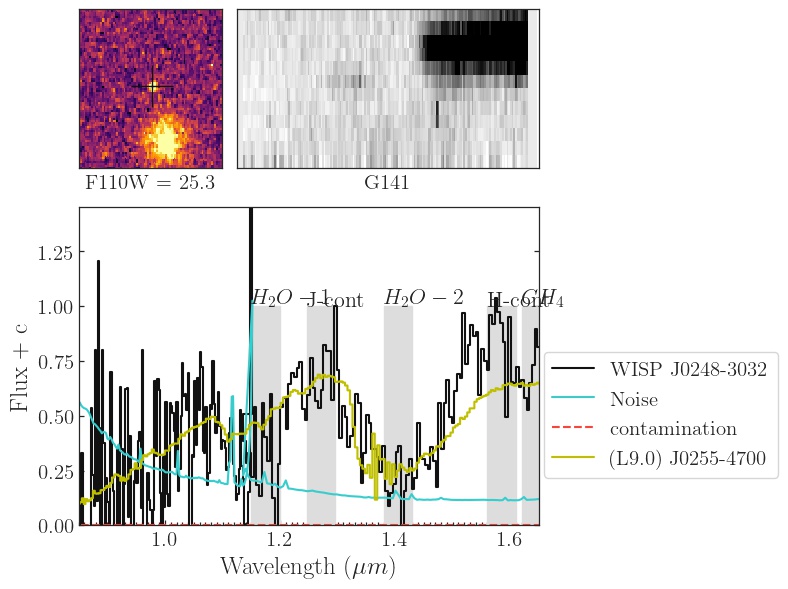 F110W = 25.3
G141
Flux + c
1.25
1.00
0.75
0.50
0.25
0.00
H₂O − 1
J-cont
H₂O − 2
H-cont
CH₄
1.0
1.2
1.4
1.6
Wavelength (μm)
WISP J0248-3032
Noise
contamination
(L9.0) J0255-4700